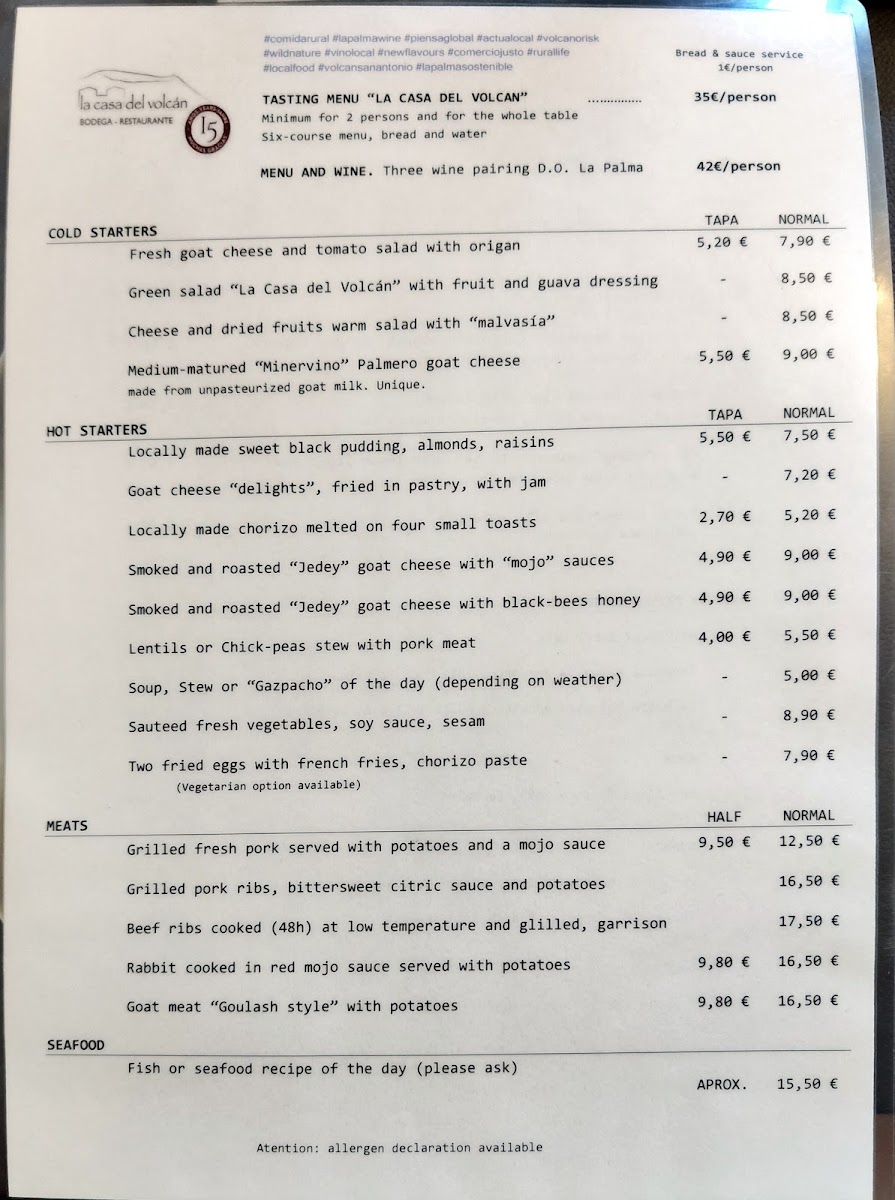 #comidarural #lapalmawine #piensaglobal #actualocal #volcanorisk
#wildnature #vinolocal #newflavours #comerciojusto #rurallife
#localfood #volcansanantonio #lapalmasostenible
Bread & sauce service
1€/person
la casa del volcán
BODEGA - RESTAURANTE
15
TASTING MENU “LA CASA DEL VOLCAN” ............... 35€/person
Minimum for 2 persons and for the whole table
Six-course menu, bread and water
MENU AND WINE. Three wine pairing D.O. La Palma 42€/person
COLD STARTERS TAPA NORMAL
Fresh goat cheese and tomato salad with origan 5,20 € 7,90 €
Green salad “La Casa del Volcán” with fruit and guava dressing - 8,50 €
Cheese and dried fruits warm salad with “malvasía” - 8,50 €
Medium-matured “Minervino” Palmero goat cheese 5,50 € 9,00 €
made from unpasteurized goat milk. Unique.
HOT STARTERS TAPA NORMAL
Locally made sweet black pudding, almonds, raisins 5,50 € 7,50 €
Goat cheese “delights”, fried in pastry, with jam - 7,20 €
Locally made chorizo melted on four small toasts 2,70 € 5,20 €
Smoked and roasted “Jedey” goat cheese with “mojo” sauces 4,90 € 9,00 €
Smoked and roasted “Jedey” goat cheese with black-bees honey 4,90 € 9,00 €
Lentils or Chick-peas stew with pork meat 4,00 € 5,50 €
Soup, Stew or “Gazpacho” of the day (depending on weather) - 5,00 €
Sauteed fresh vegetables, soy sauce, sesam - 8,90 €
Two fried eggs with french fries, chorizo paste - 7,90 €
(Vegetarian option available)
MEATS HALF NORMAL
Grilled fresh pork served with potatoes and a mojo sauce 9,50 € 12,50 €
Grilled pork ribs, bittersweet citric sauce and potatoes 16,50 €
Beef ribs cooked (48h) at low temperature and glilled, garrison 17,50 €
Rabbit cooked in red mojo sauce served with potatoes 9,80 € 16,50 €
Goat meat “Goulash style” with potatoes 9,80 € 16,50 €
SEAFOOD
Fish or seafood recipe of the day (please ask)
APROX. 15,50 €
Atention: allergen declaration available